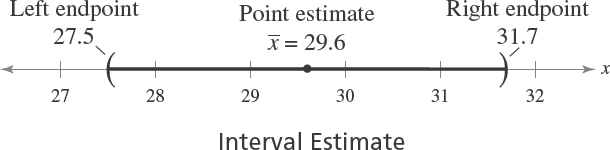 Left endpoint
27.5
Point estimate
x̄ = 29.6
Right endpoint
31.7
x
27 28 29 30 31 32
Interval Estimate